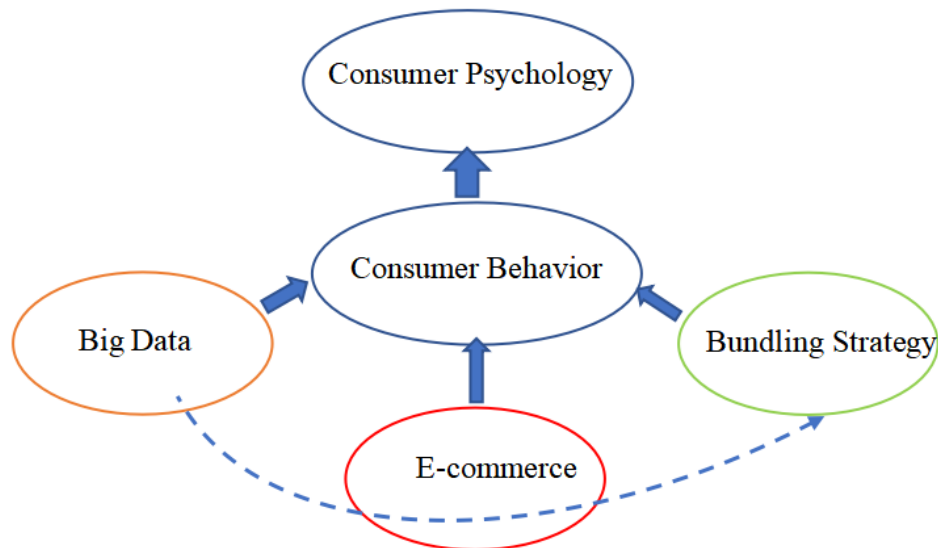 Consumer Psychology
Consumer Behavior
Big Data
Bundling Strategy
E-commerce